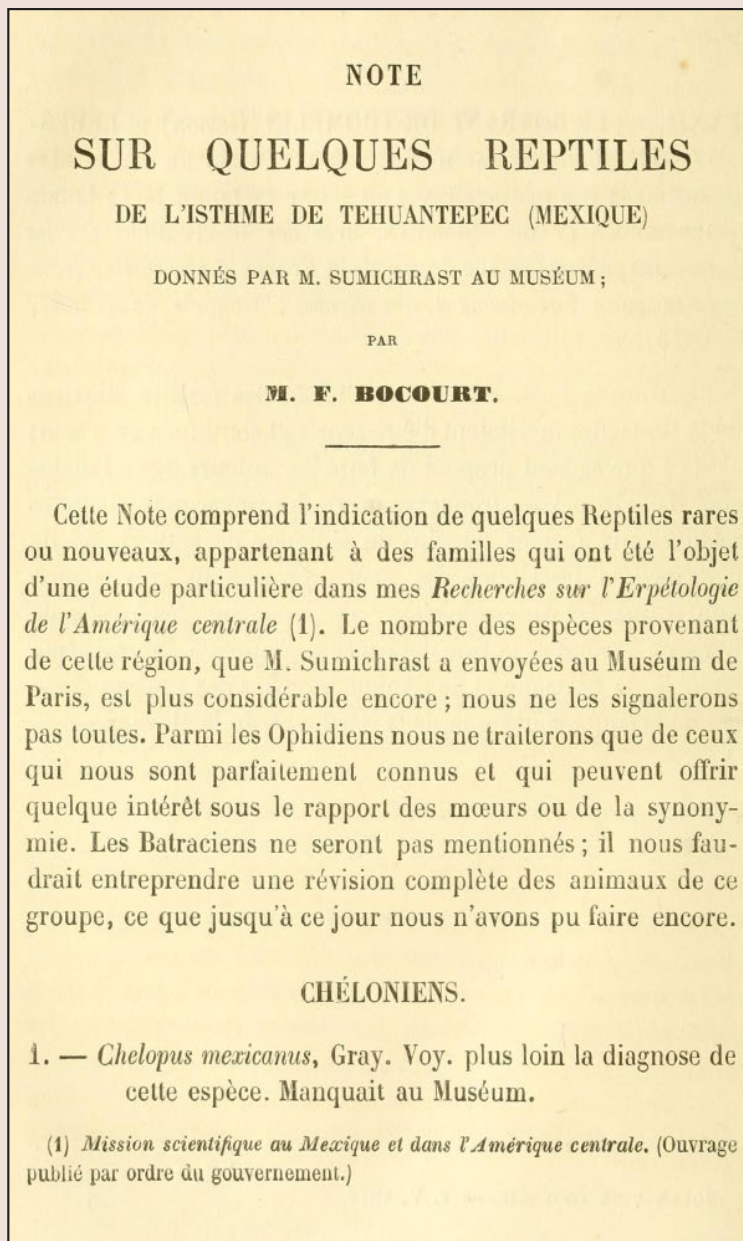 NOTE
SUR QUELQUES REPTILES
DE L'ISTHME DE TEHUANTEPEC (MEXIQUE)
DONNÉS PAR M. SUMICHRAST AU MUSÉUM ;
PAR
M. F. BOCOURT.
Cette Note comprend l'indication de quelques Reptiles rares
ou nouveaux, appartenant à des familles qui ont été l'objet
d'une étude particulière dans mes Recherches sur l'Erpétologie
de l'Amérique centrale (1). Le nombre des espèces provenant
de cette région, que M. Sumichrast a envoyées au Muséum de
Paris, est plus considérable encore ; nous ne les signalerons
pas toutes. Parmi les Ophidiens nous ne traiterons que de ceux
qui nous sont parfaitement connus et qui peuvent offrir
quelque intérêt sous le rapport des mœurs ou de la synony-
mie. Les Batraciens ne seront pas mentionnés ; il nous fau-
drait entreprendre une révision complète des animaux de ce
groupe, ce que jusqu'à ce jour nous n'avons pu faire encore.
CHÉLONIENS.
1. — Chelopus mexicanus, Gray. Voy. plus loin la diagnose de
cette espèce. Manquait au Muséum.
(1) Mission scientifique au Mexique et dans l'Amérique centrale. (Ouvrage
publié par ordre du gouvernement.)